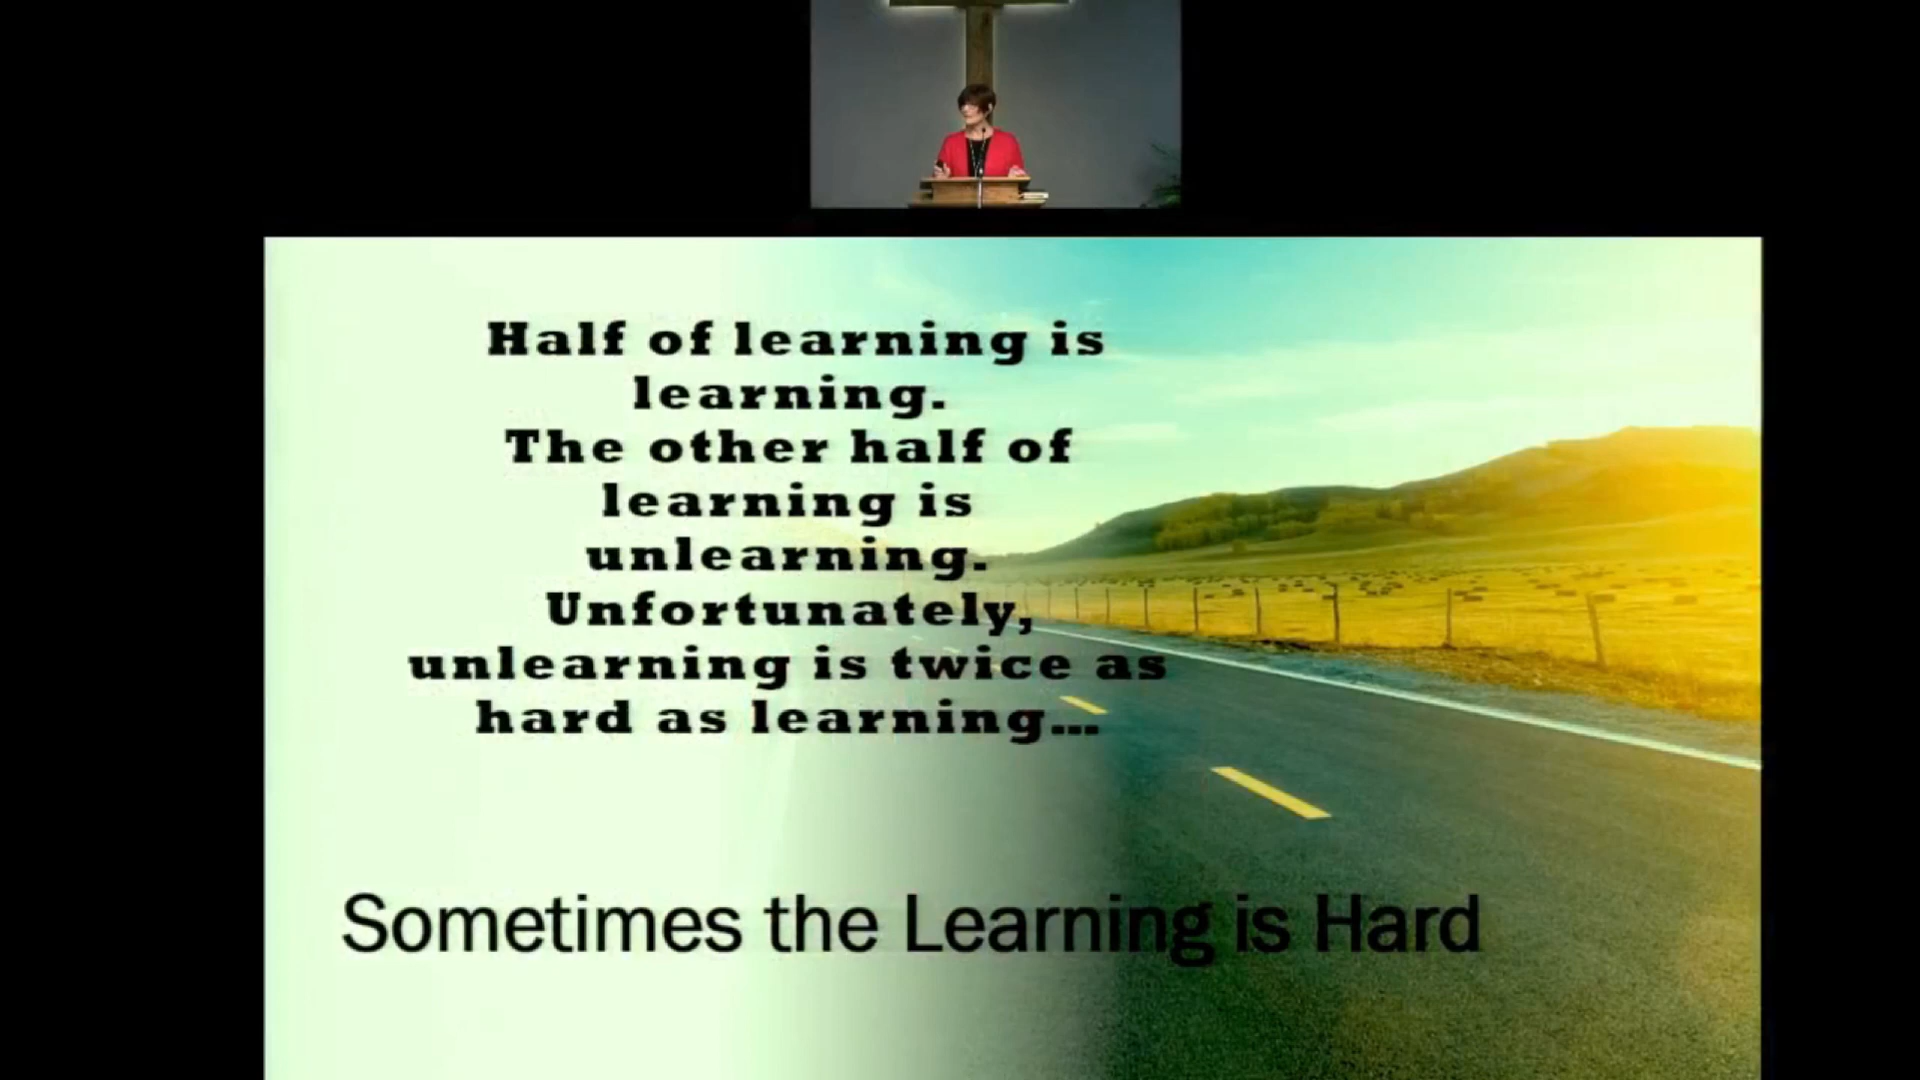 Half of learning is
learning.
The other half of
learning is
unlearning.
Unfortunately,
unlearning is twice as
hard as learning...
Sometimes the Learning is Hard